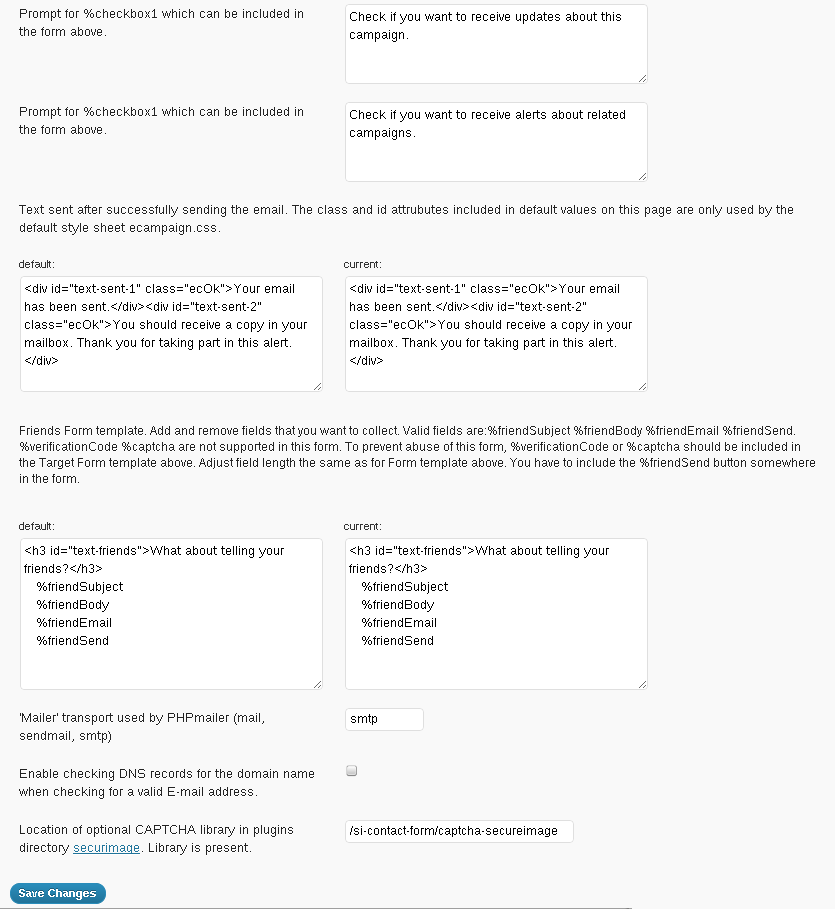 Prompt for %checkbox1 which can be included in
the form above.
Check if you want to receive updates about this
campaign.
Prompt for %checkbox1 which can be included in
the form above.
Check if you want to receive alerts about related
campaigns.
Text sent after successfully sending the email. The class and id attrubutes included in default values on this page are only used by the
default style sheet ecampaign.css.
default:
<div id="text-sent-1" class="ecOk">Your email
has been sent.</div><div id="text-sent-2"
class="ecOk">You should receive a copy in your
mailbox. Thank you for taking part in this alert.
</div>
current:
<div id="text-sent-1" class="ecOk">Your email
has been sent.</div><div id="text-sent-2"
class="ecOk">You should receive a copy in your
mailbox. Thank you for taking part in this alert.
</div>
Friends Form template. Add and remove fields that you want to collect. Valid fields are:%friendSubject %friendBody %friendEmail %friendSend.
%verificationCode %captcha are not supported in this form. To prevent abuse of this form, %verificationCode or %captcha should be included in
the Target Form template above. Adjust field length the same as for Form template above. You have to include the %friendSend button somewhere
in the form.
default:
<h3 id="text-friends">What about telling your
friends?</h3>
%friendSubject
%friendBody
%friendEmail
%friendSend
current:
<h3 id="text-friends">What about telling your
friends?</h3>
%friendSubject
%friendBody
%friendEmail
%friendSend
'Mailer' transport used by PHPmailer (mail,
sendmail, smtp)
smtp
Enable checking DNS records for the domain name
when checking for a valid E-mail address.
Location of optional CAPTCHA library in plugins
directory securimage. Library is present.
/si-contact-form/captcha-secureimage
Save Changes